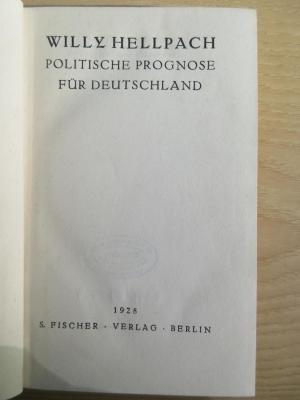 WILLY HELLPACH
POLITISCHE PROGNOSE
FÜR DEUTSCHLAND
1928
S. FISCHER · VERLAG · BERLIN